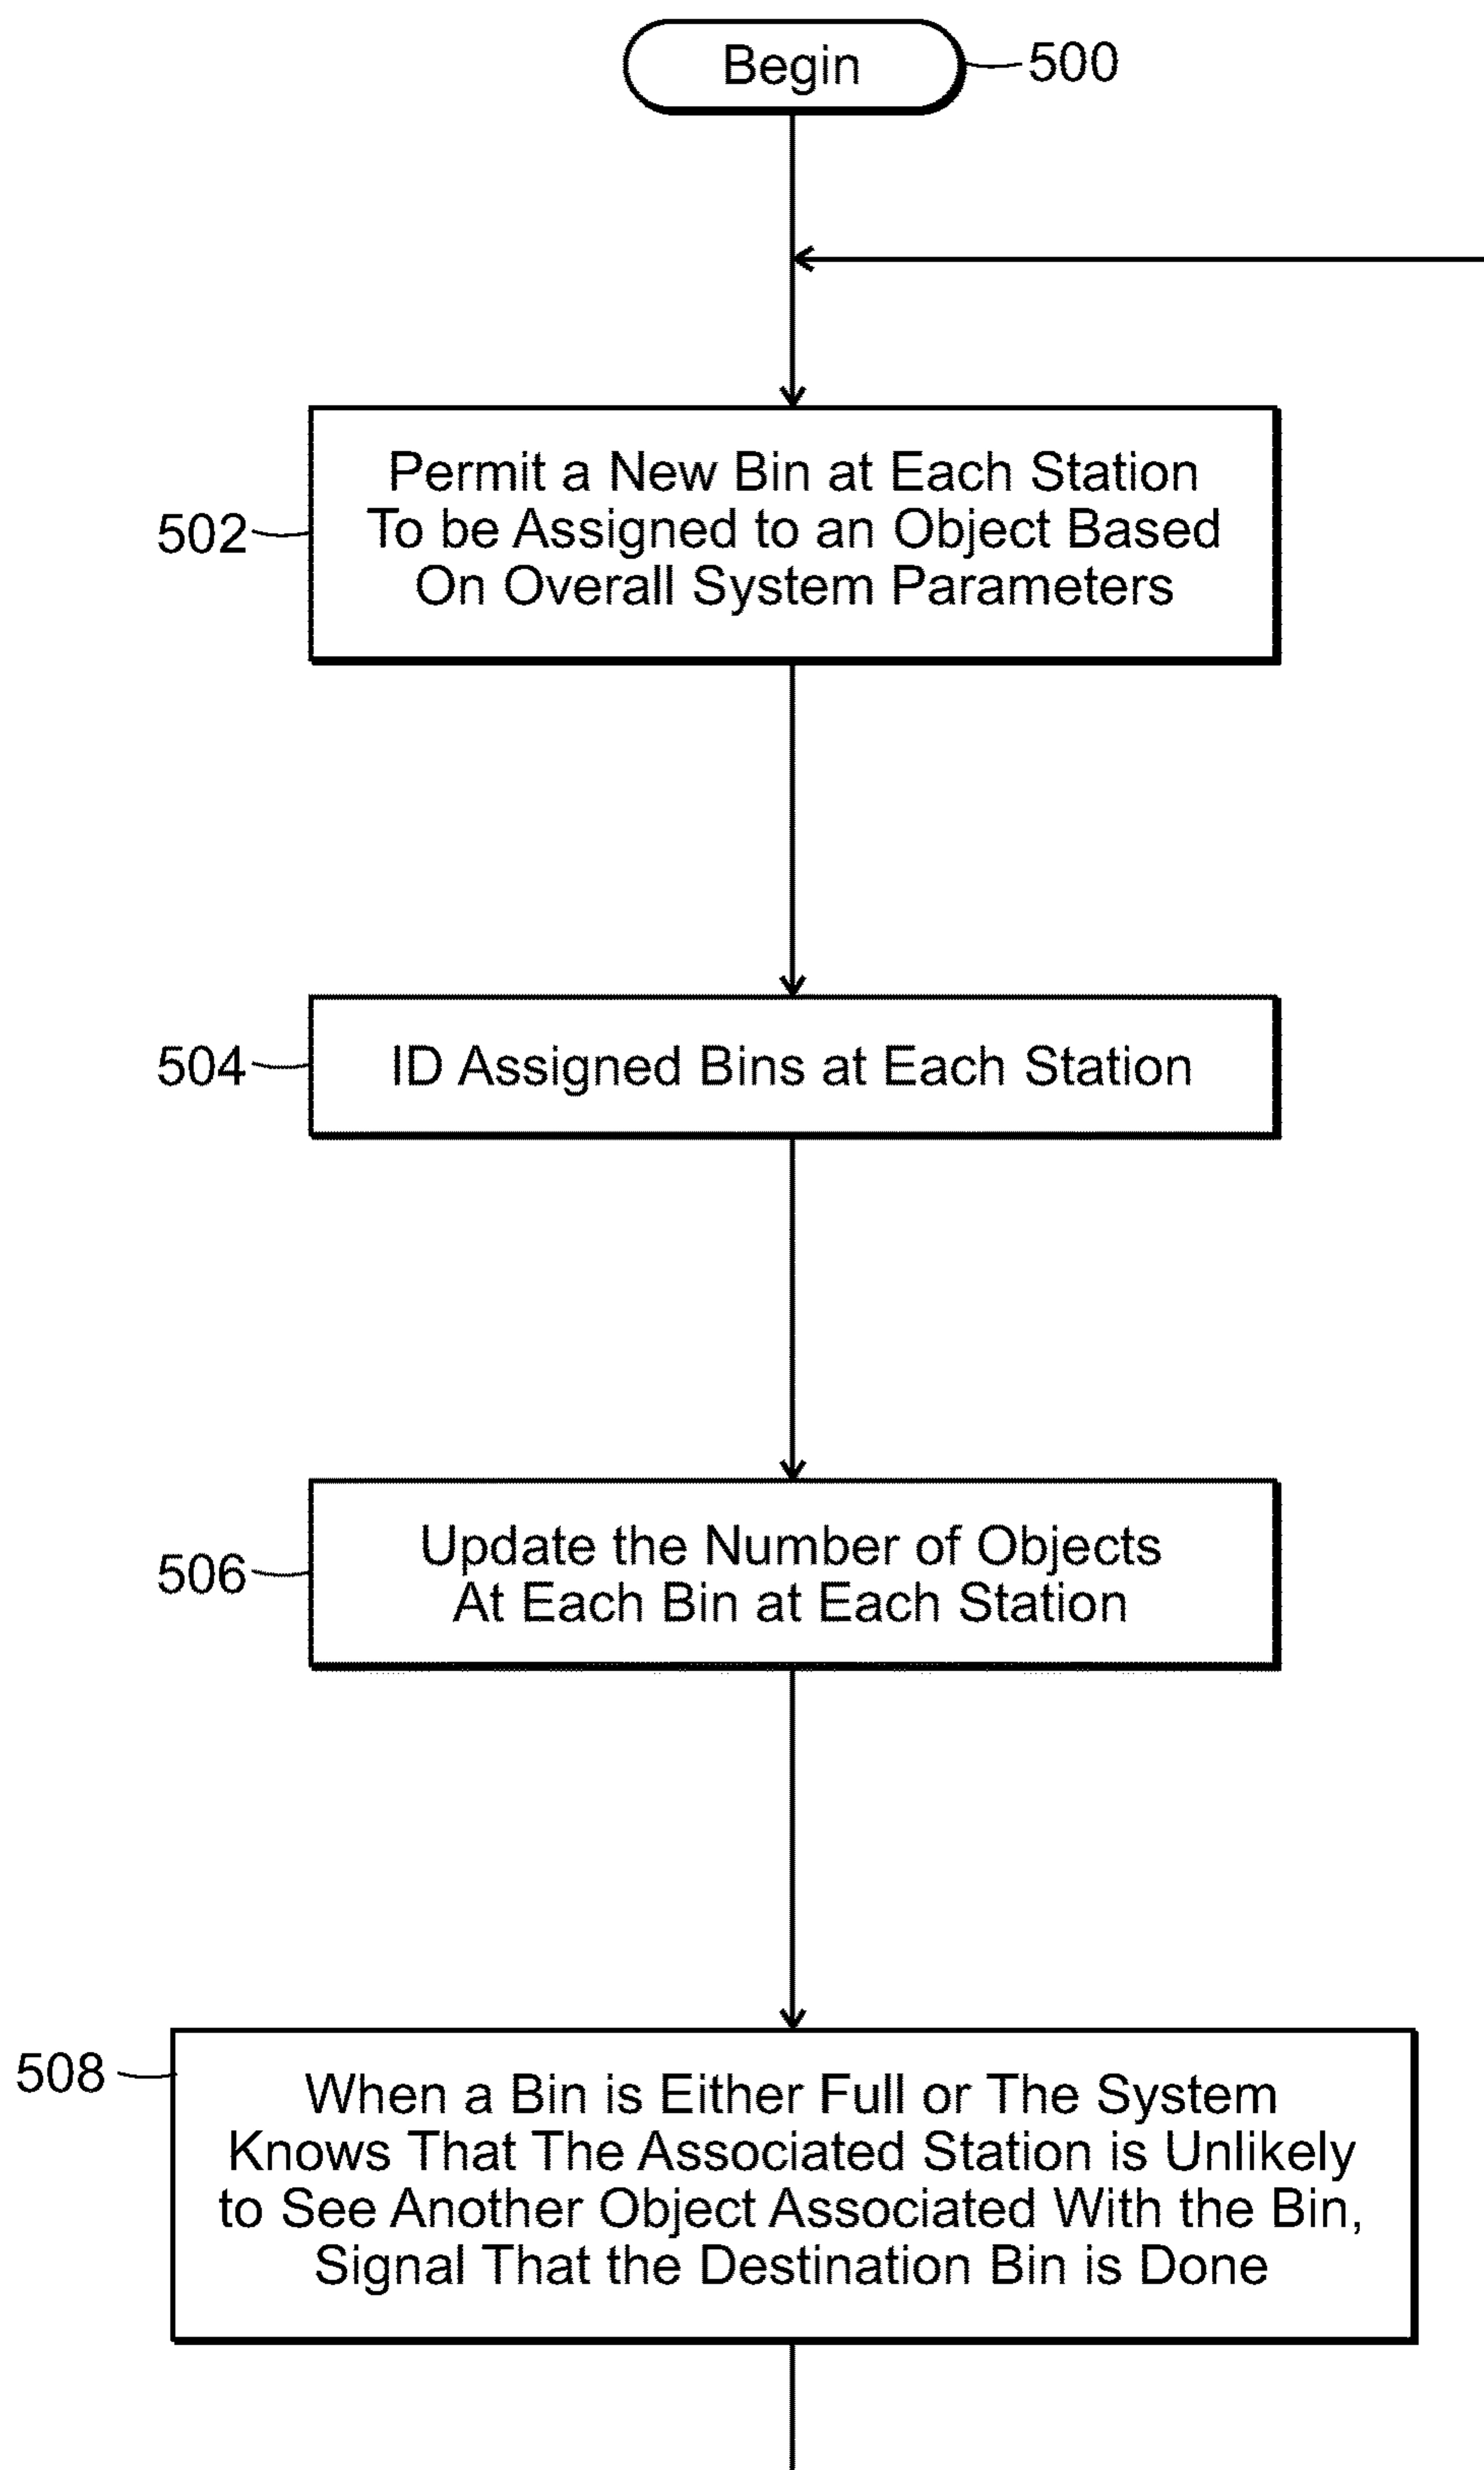 Begin
500
Permit a New Bin at Each Station
To be Assigned to an Object Based
On Overall System Parameters
502
504
ID Assigned Bins at Each Station
506
Update the Number of Objects
At Each Bin at Each Station
508
When a Bin is Either Full or The System
Knows That The Associated Station is Unlikely
to See Another Object Associated With the Bin,
Signal That the Destination Bin is Done